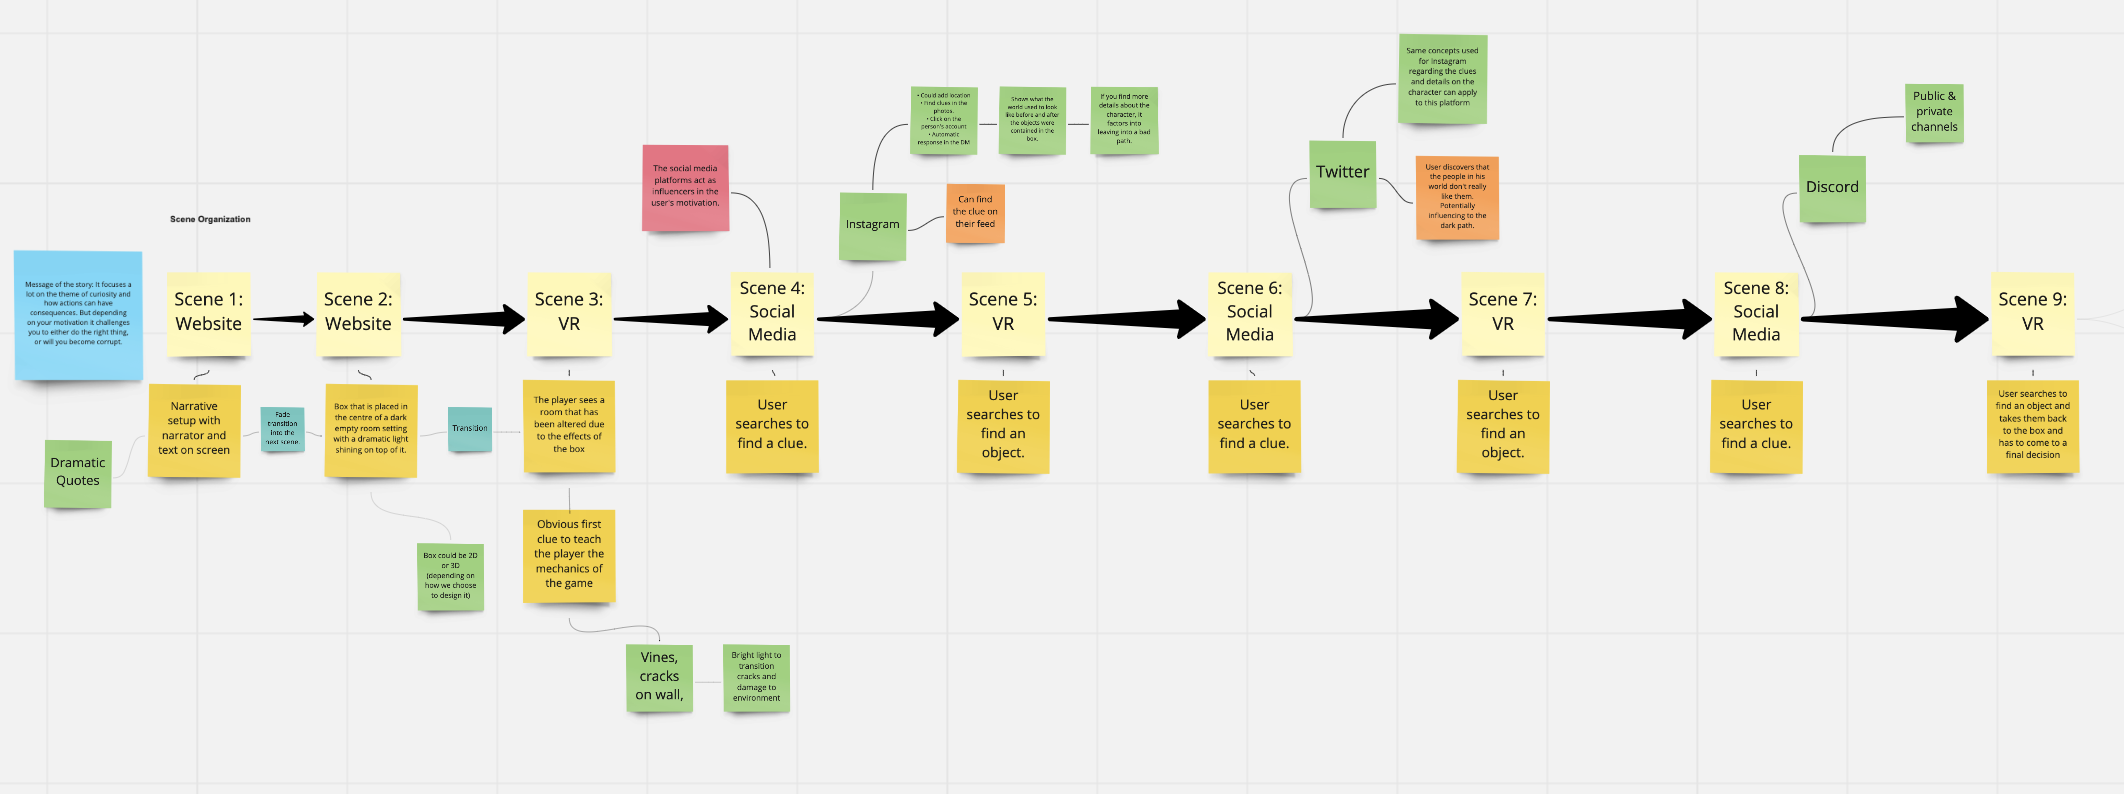 Scene Organization
Message of the story: It focuses a
lot on the theme of curiosity and
how actions can have
consequences. But depending
on your motivation it challenges
you to either do the right thing,
or will you become corrupt.
Scene 1:
Website
Narrative
setup with
narrator and
text on screen
Dramatic
Quotes
Fade
transition
into the
next scene.
Scene 2:
Website
Box that is placed in
the centre of a dark
empty room setting
with a dramatic light
shining on top of it.
Box could be 2D
or 3D
(depending on
how we choose
to design it)
Transition
Scene 3:
VR
The player sees a
room that has
been altered due
to the effects of
the box
Obvious first
clue to teach
the player the
mechanics of
the game
Vines,
cracks
on wall,
Bright light to
transition
cracks and
damage to
environment
The social media
platforms act as
influencers in the
user's motivation.
Scene 4:
Social
Media
User
searches to
find a clue.
Instagram
• Could add location
• Find clues in the
photos.
• Click on the
person's account
• Automatic
response in the DM
Shows what the
world used to look
like before and after
the objects were
contained in the
box.
If you find more
details about the
character, it
factors into
leaving into a bad
path.
Can find
the clue on
their feed
Scene 5:
VR
User
searches to
find an
object.
Scene 6:
Social
Media
User
searches to
find a clue.
Twitter
Same concepts used
for Instagram
regarding the clues
and details on the
character can apply
to this platform
User discovers that
the people in his
world don't really
like them.
Potentially
influencing to the
dark path.
Scene 7:
VR
User
searches to
find an
object.
Scene 8:
Social
Media
User
searches to
find a clue.
Discord
Public &
private
channels
Scene 9:
VR
User searches to
find an object and
takes them back
to the box and
has to come to a
final decision